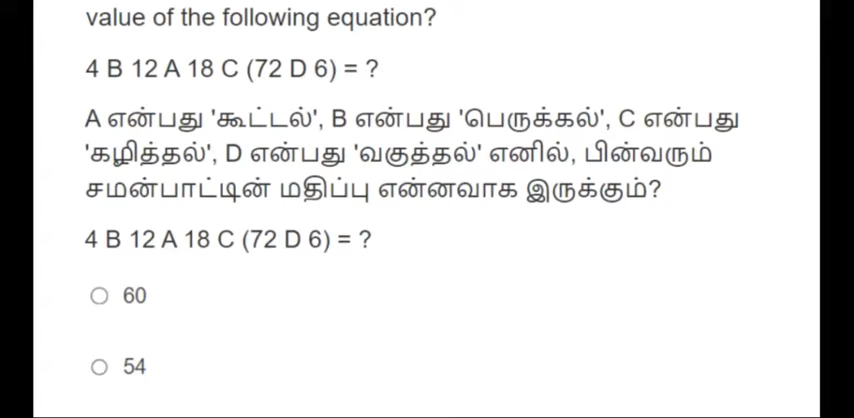 value of the following equation?
4 B 12 A 18 C (72 D 6) = ?
A என்பது 'கூட்டல்', B என்பது 'பெருக்கல்', C என்பது
'கழித்தல்', D என்பது 'வகுத்தல்' எனில், பின்வரும்
சமன்பாட்டின் மதிப்பு என்னவாக இருக்கும்?
4 B 12 A 18 C (72 D 6) = ?
60
54